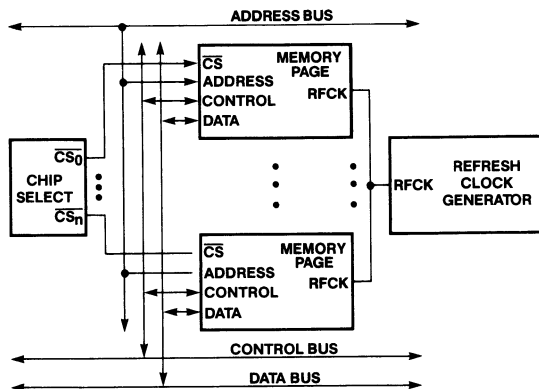 ADDRESS BUS
CS
MEMORY
PAGE
ADDRESS
RFCK
CONTROL
DATA
CS0
CHIP
SELECT
CSn
RFCK
REFRESH
CLOCK
GENERATOR
CS
MEMORY
PAGE
ADDRESS
RFCK
CONTROL
DATA
CONTROL BUS
DATA BUS